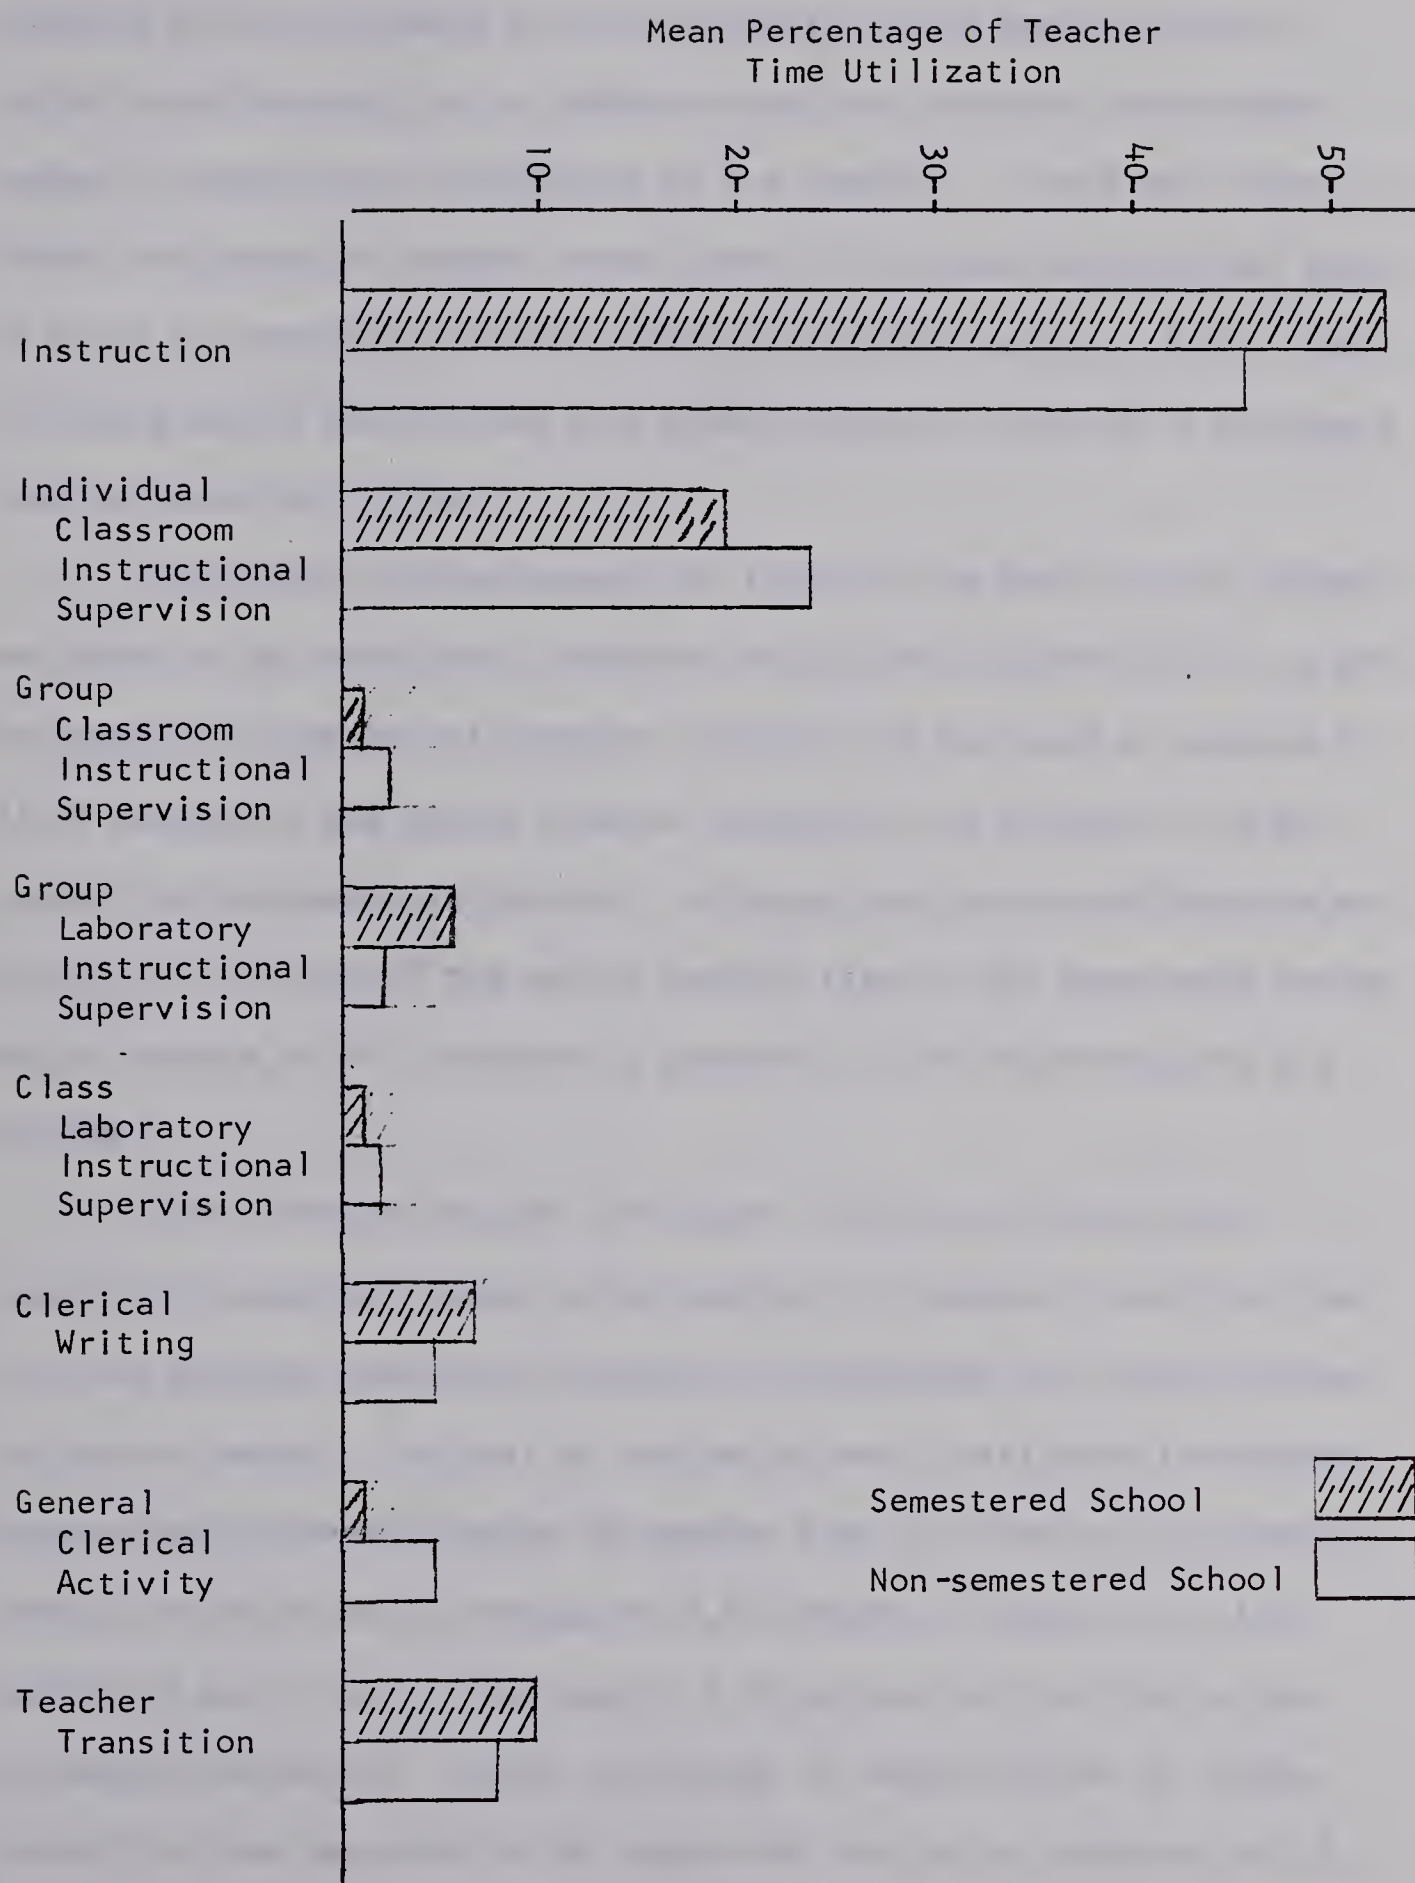 Mean Percentage of Teacher
Time Utilization
10
20
30
40
50
Instruction
Individual
Classroom
Instructional
Supervision
Group
Classroom
Instructional
Supervision
Group
Laboratory
Instructional
Supervision
Class
Laboratory
Instructional
Supervision
Clerical
Writing
General
Clerical
Activity
Semestered School
Non-semestered School
Teacher
Transition